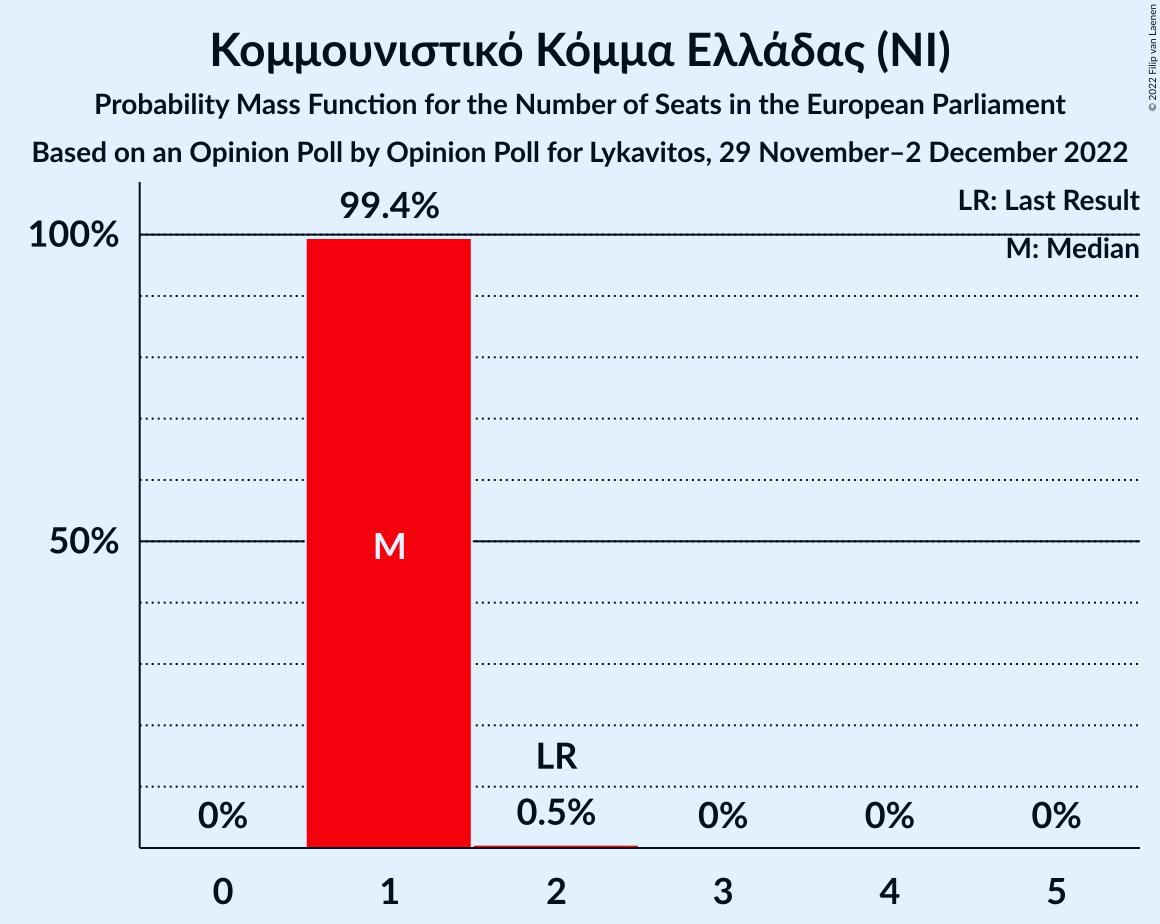 Κομμουνιστικό Κόμμα Ελλάδας (NI)
Probability Mass Function for the Number of Seats in the European Parliament
Based on an Opinion Poll by Opinion Poll for Lykavitos, 29 November–2 December 2022
© 2022 Filip van Laenen
LR: Last Result
M: Median
99.4%
100%
50%
M
LR
0%
0.5%
0%
0%
0%
0 1 2 3 4 5